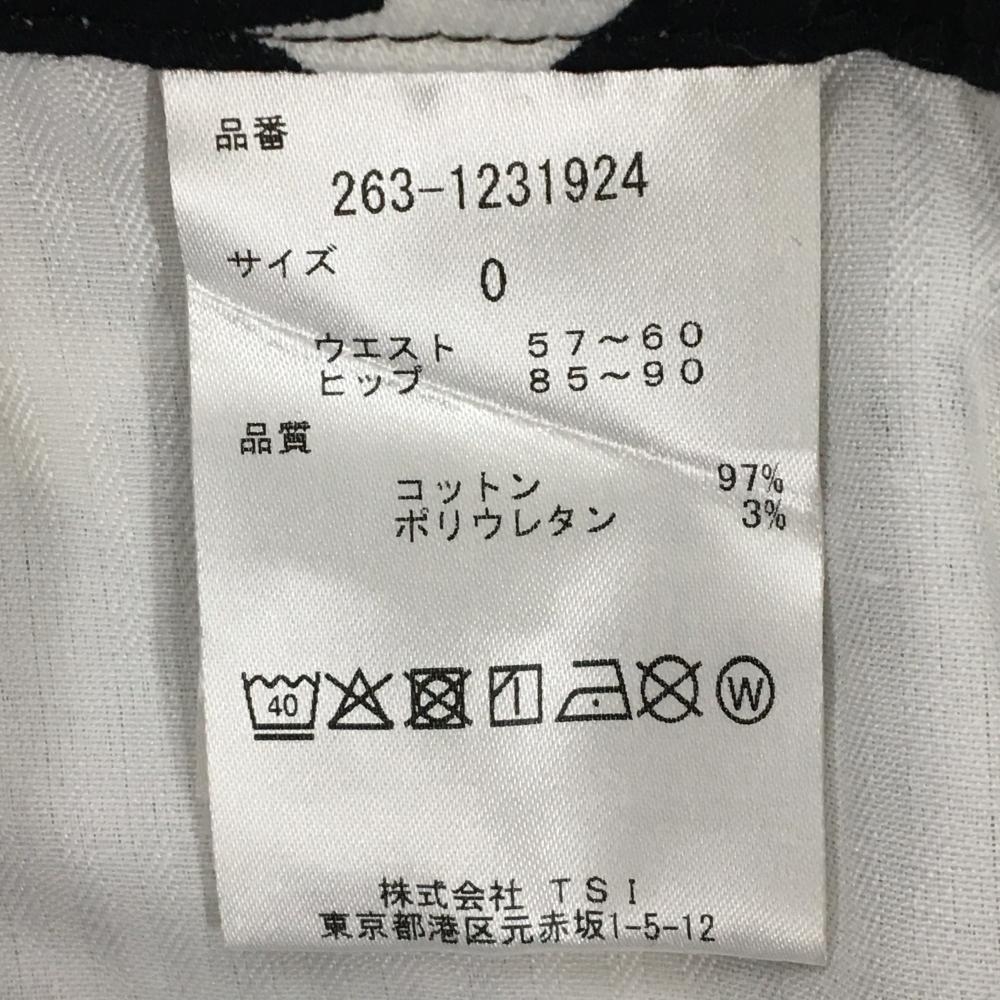 品番
263-1231924
サイズ 0
ウエスト 57～60
ヒップ 85～90
品質
コットン 97%
ポリウレタン 3%
40 W
株式会社 TSI
東京都港区元赤坂1-5-12